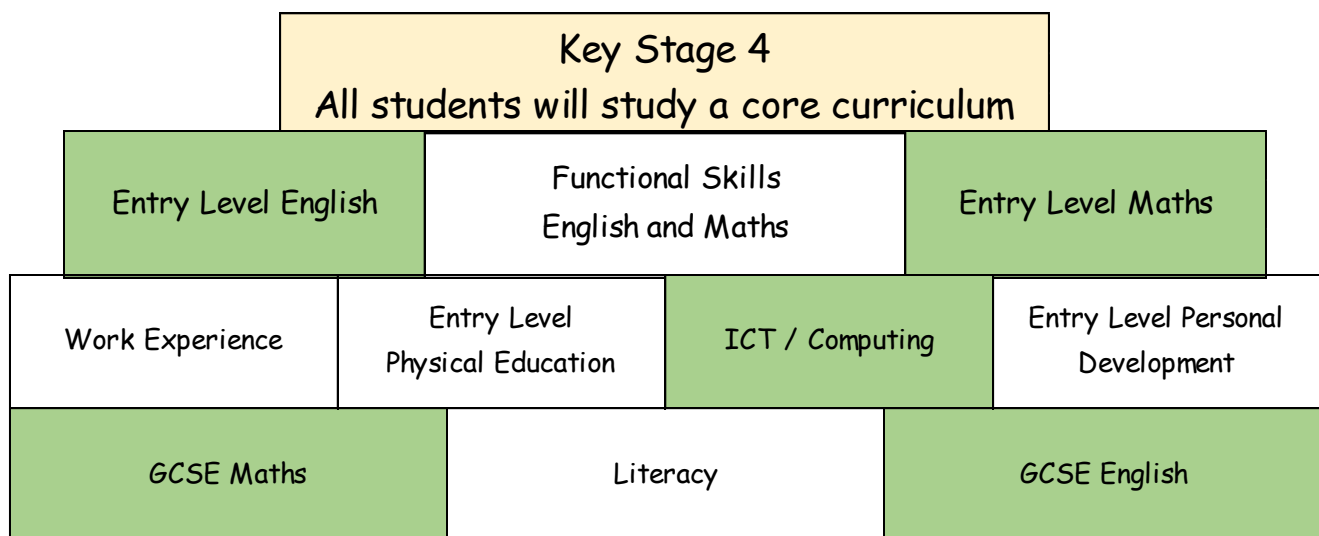 Key Stage 4
All students will study a core curriculum
Entry Level English
Functional Skills
English and Maths
Entry Level Maths
Work Experience
Entry Level
Physical Education
ICT / Computing
Entry Level Personal
Development
GCSE Maths
Literacy
GCSE English